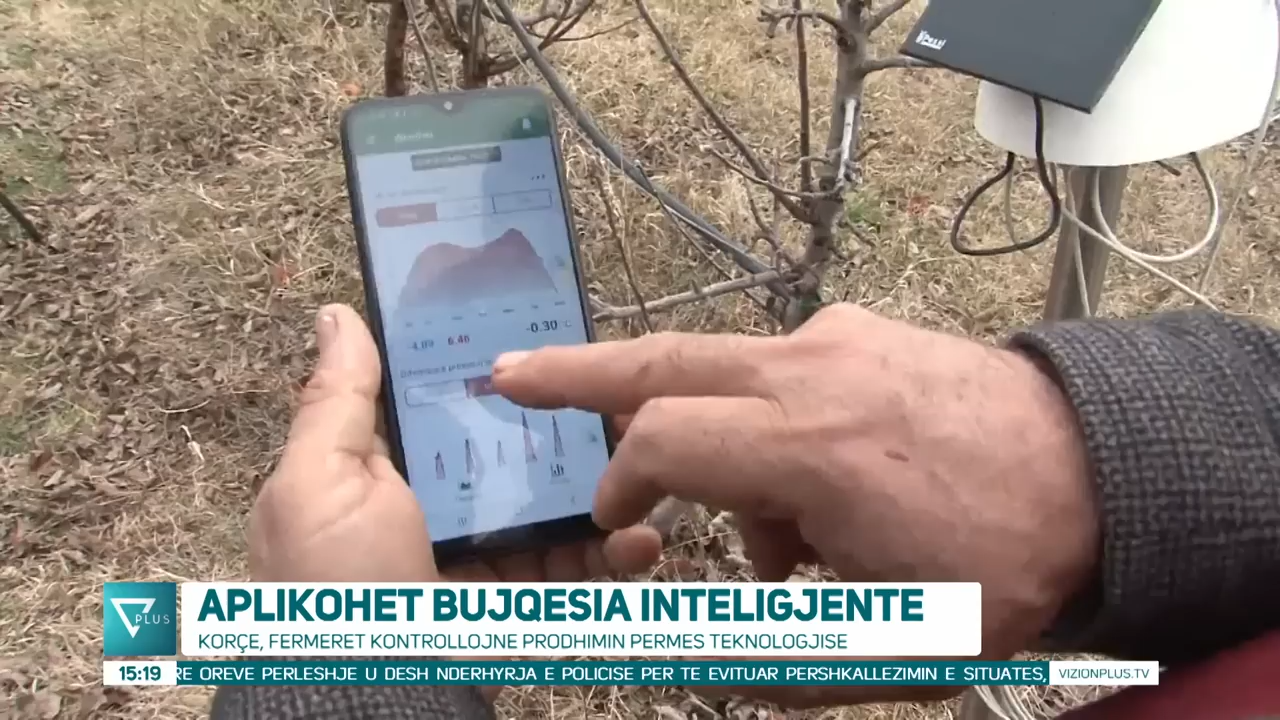 -4.89 6.46 -0.30
APLIKOHET BUJQESIA INTELIGJENTE
PLUS
KORÇE, FERMERET KONTROLLOJNE PRODHIMIN PERMES TEKNOLOGJISE
15:19 RE OREVE PERLESHJE U DESH NDERHYRJA E POLICISE PER TE EVITUAR PERSHKALLEZIMIN E SITUATES, VIZIONPLUS.TV